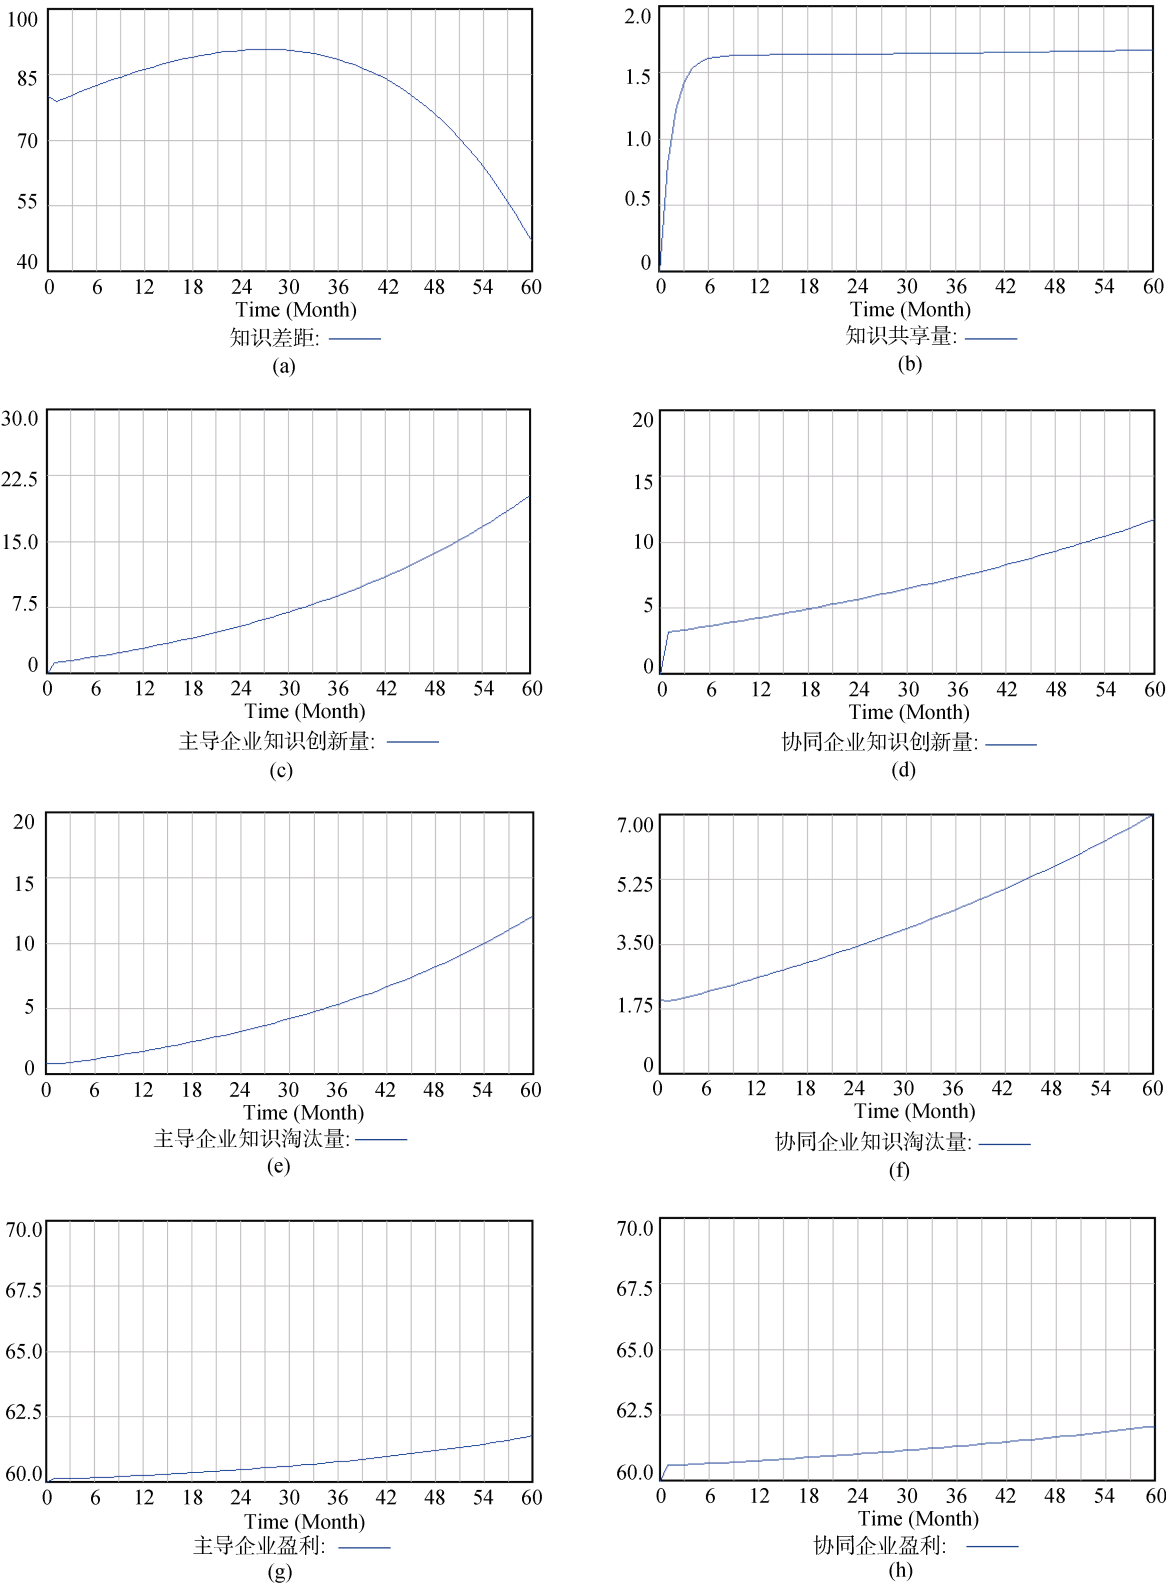 100
85
70
55
40
0 6 12 18 24 30 36 42 48 54 60
Time (Month)
知识差距:
(a)
2.0
1.5
1.0
0.5
0
0 6 12 18 24 30 36 42 48 54 60
Time (Month)
知识共享量:
(b)
30.0
22.5
15.0
7.5
0
0 6 12 18 24 30 36 42 48 54 60
Time (Month)
主导企业知识创新量:
(c)
20
15
10
5
0
0 6 12 18 24 30 36 42 48 54 60
Time (Month)
协同企业知识创新量:
(d)
20
15
10
5
0
0 6 12 18 24 30 36 42 48 54 60
Time (Month)
主导企业知识淘汰量:
(e)
7.00
5.25
3.50
1.75
0
0 6 12 18 24 30 36 42 48 54 60
Time (Month)
协同企业知识淘汰量:
(f)
70.0
67.5
65.0
62.5
60.0
0 6 12 18 24 30 36 42 48 54 60
Time (Month)
主导企业盈利:
(g)
70.0
67.5
65.0
62.5
60.0
0 6 12 18 24 30 36 42 48 54 60
Time (Month)
协同企业盈利:
(h)